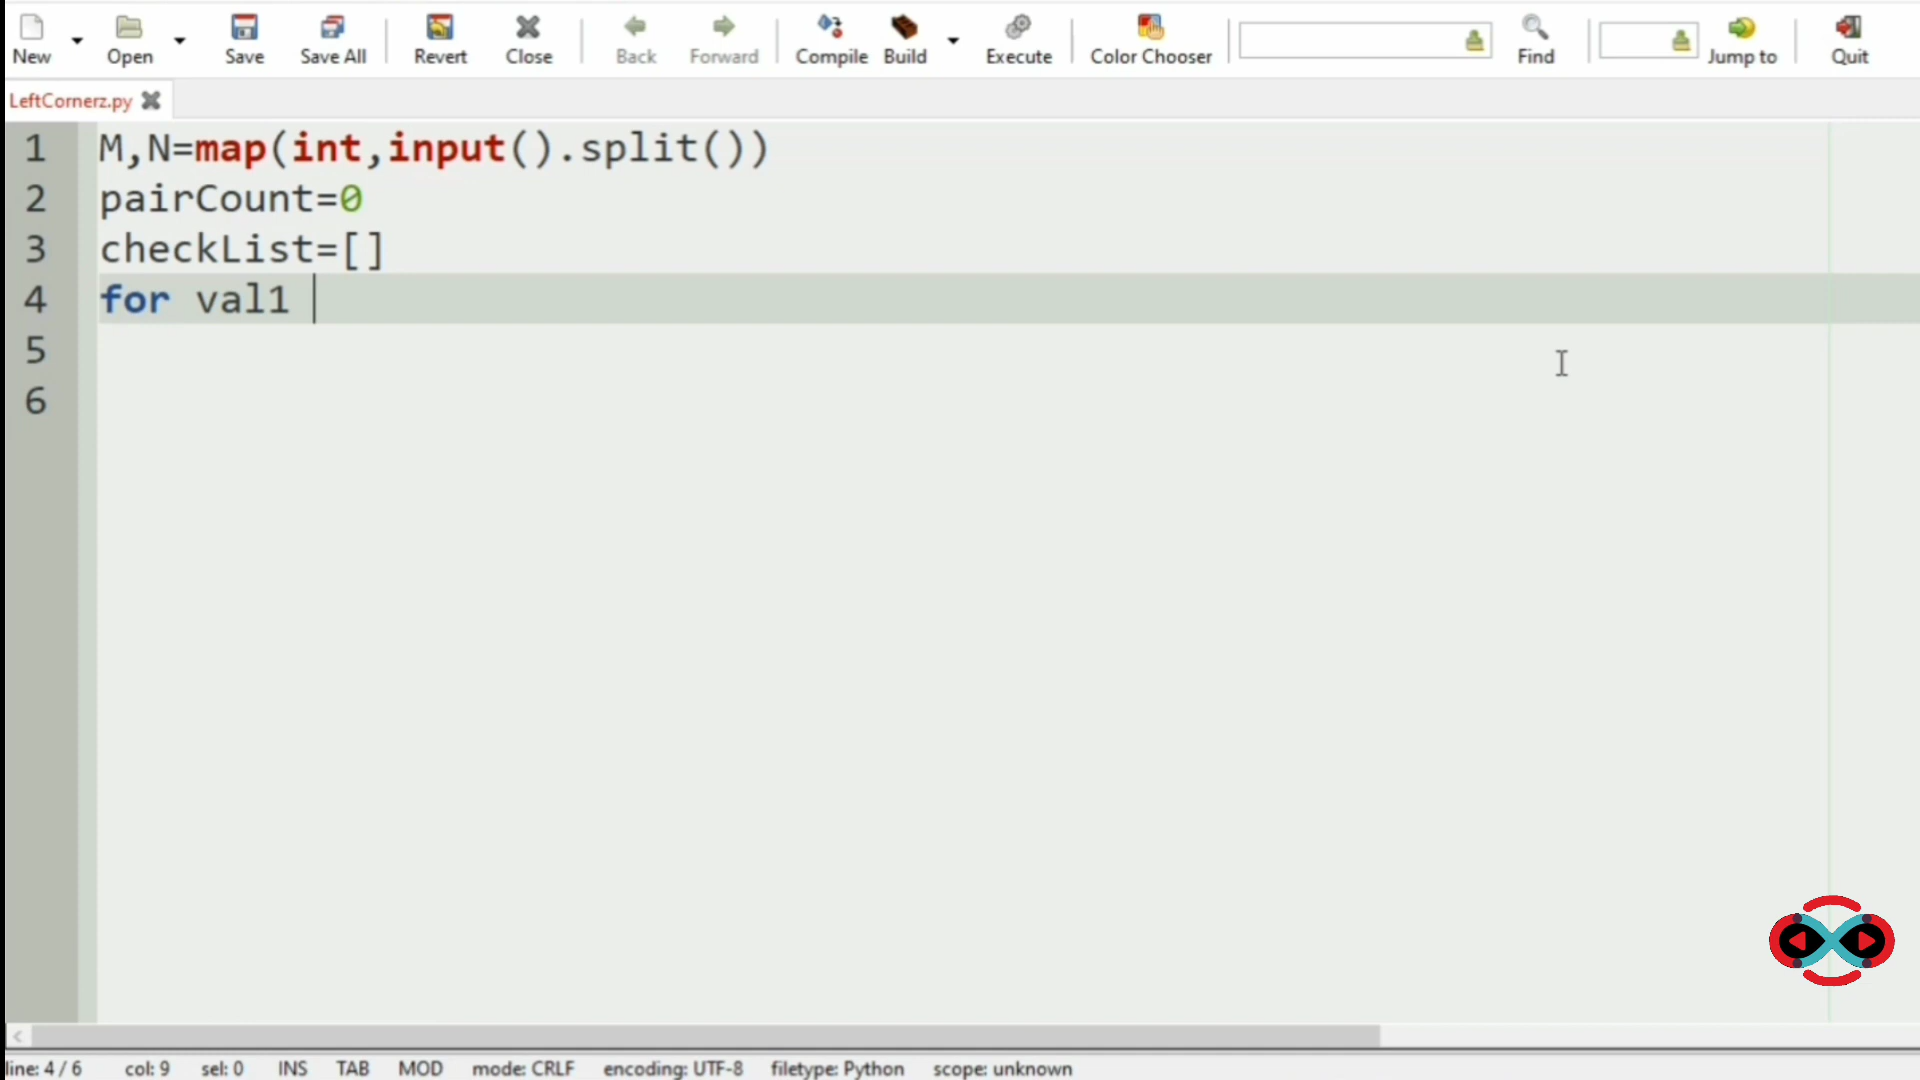 New Open Save Save All Revert Close Back Forward Compile Build Execute Color Chooser Find Jump to Quit
LeftCornerz.py
1 M,N=map(int,input().split())
2 pairCount=0
3 checkList=[]
4 for val1
5
6
line: 4 / 6 col: 9 sel: 0 INS TAB MOD mode: CRLF encoding: UTF-8 filetype: Python scope: unknown